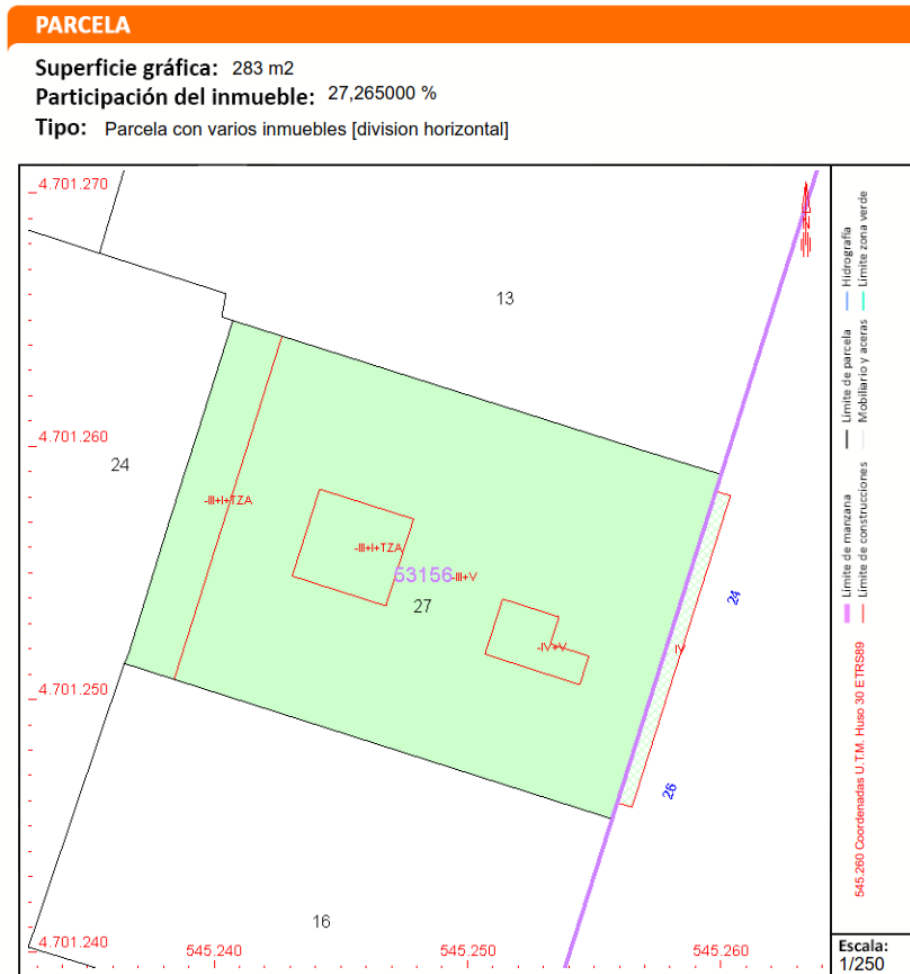 PARCELA
Superficie gráfica: 283 m2
Participación del inmueble: 27,265000 %
Tipo: Parcela con varios inmuebles [division horizontal]
4.701.270
13
4.701.260
24
-III+I+TZA
-III+I+TZA
63156
-III+V
27
24
-IV+V
IV
4.701.250
26
16
4.701.240
545.240
545.250
545.260
Hidrografía
Límite zona verde
Límite de parcela
Mobiliario y aceras
Límite de manzana
Límite de construcciones
545.260 Coordenadas U.T.M. Huso 30 ETRS89
Escala:
1/250